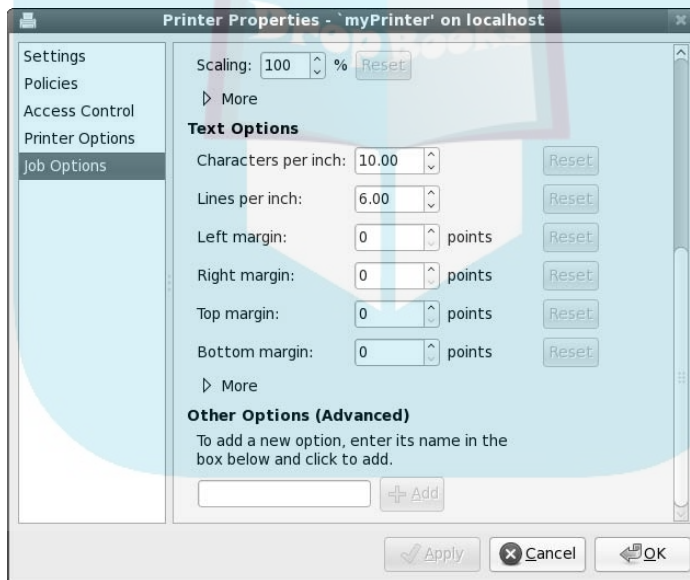 Printer Properties - `myPrinter' on localhost
Drop Books
Settings
Policies
Access Control
Printer Options
Job Options
Scaling: 100 % Reset
More
Text Options
Characters per inch: 10.00 Reset
Lines per inch: 6.00 Reset
Left margin: 0 points Reset
Right margin: 0 points Reset
Top margin: 0 points Reset
Bottom margin: 0 points Reset
More
Other Options (Advanced)
To add a new option, enter its name in the
box below and click to add.
Add
Apply Cancel OK